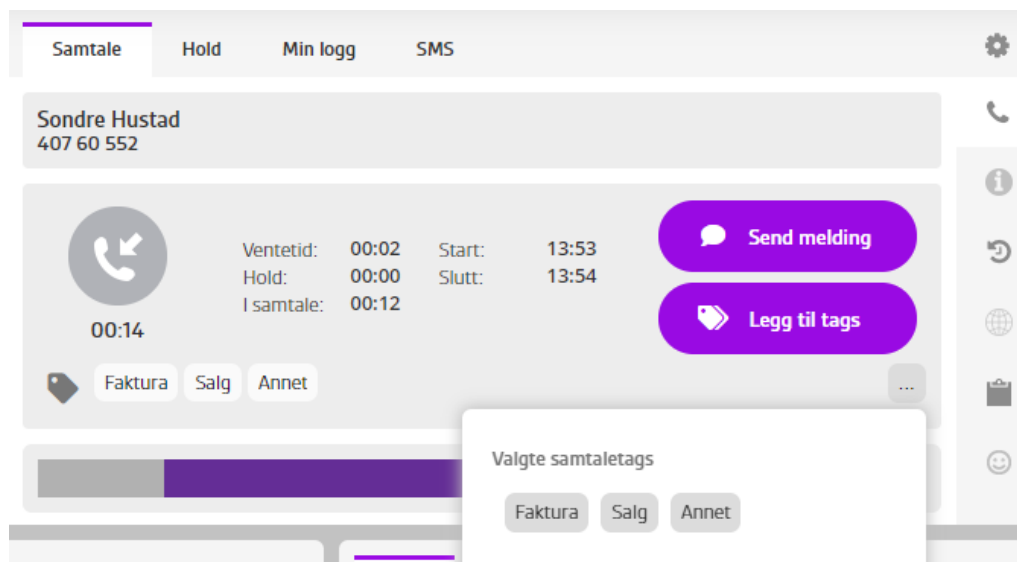 Samtale Hold Min logg SMS
Sondre Hustad
407 60 552
Ventetid: 00:02 Start: 13:53
Hold: 00:00 Slutt: 13:54
I samtale: 00:12
00:14
Send melding
Legg til tags
Faktura Salg Annet ...
Valgte samtaletags
Faktura Salg Annet